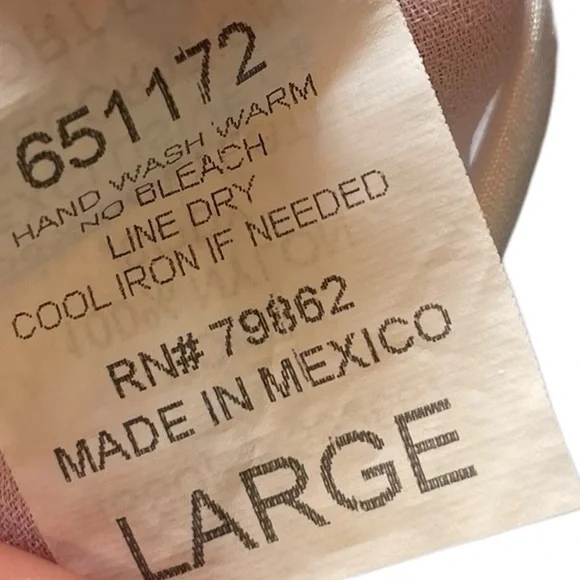 651172
HAND WASH WARM
NO BLEACH
LINE DRY
COOL IRON IF NEEDED
RN# 79862
MADE IN MEXICO
LARGE